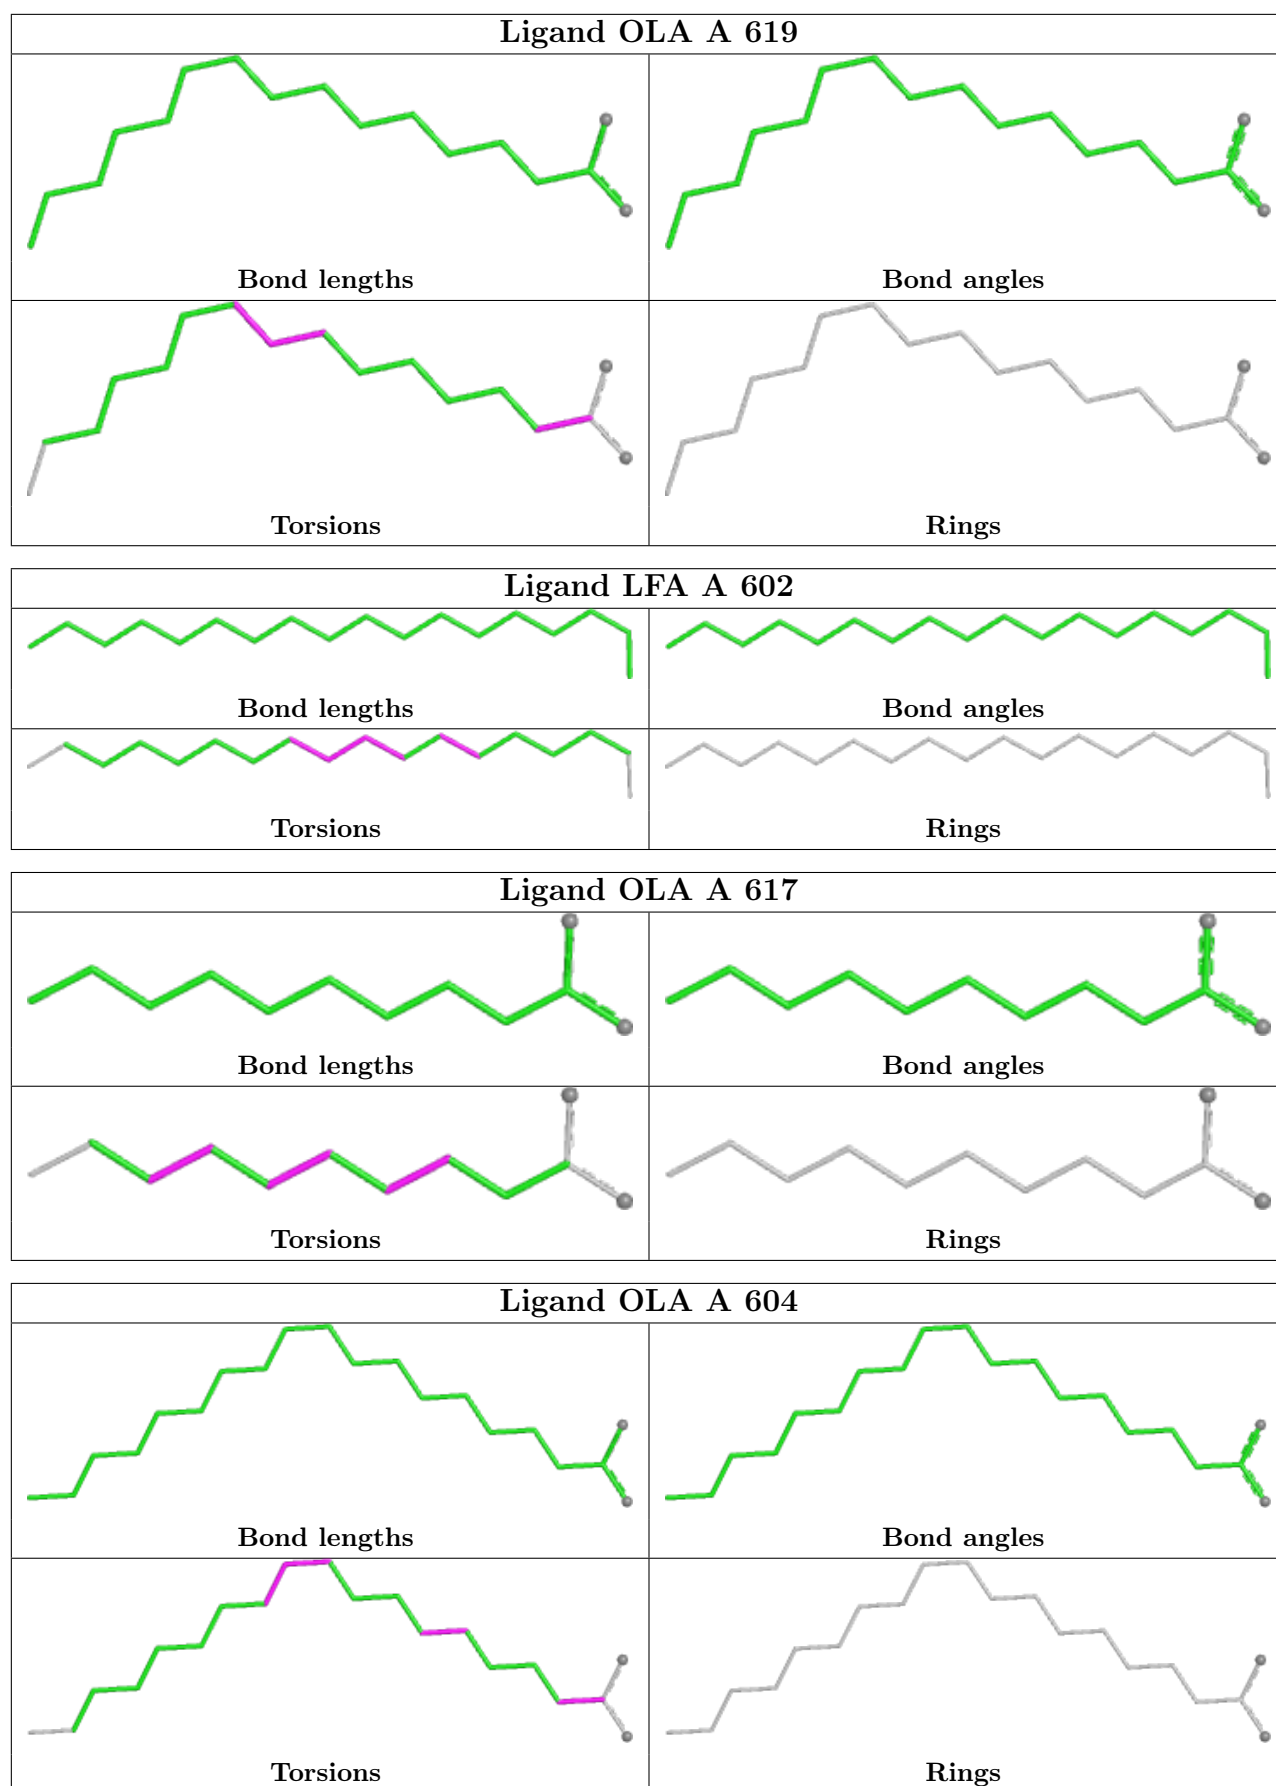 Ligand OLA A 619
Bond lengths
Bond angles
Torsions
Rings
Ligand LFA A 602
Bond lengths
Bond angles
Torsions
Rings
Ligand OLA A 617
Bond lengths
Bond angles
Torsions
Rings
Ligand OLA A 604
Bond lengths
Bond angles
Torsions
Rings